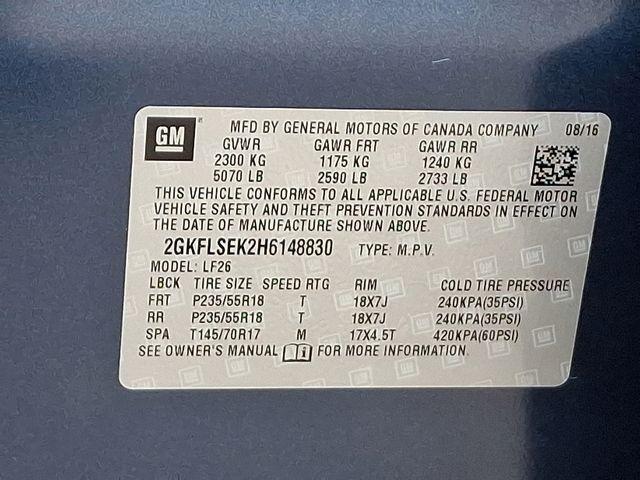 GM MFD BY GENERAL MOTORS OF CANADA COMPANY 08/16
GVWR GAWR FRT GAWR RR
2300 KG 1175 KG 1240 KG
5070 LB 2590 LB 2733 LB
THIS VEHICLE CONFORMS TO ALL APPLICABLE U.S. FEDERAL MOTOR
VEHICLE SAFETY AND THEFT PREVENTION STANDARDS IN EFFECT ON
THE DATE OF MANUFACTURE SHOWN ABOVE.
2GKFLSEK2H6148830 TYPE: M.P.V.
MODEL: LF26
LBCK TIRE SIZE SPEED RTG RIM COLD TIRE PRESSURE
FRT P235/55R18 T 18X7J 240KPA(35PSI)
RR P235/55R18 T 18X7J 240KPA(35PSI)
SPA T145/70R17 M 17X4.5T 420KPA(60PSI)
SEE OWNER'S MANUAL FOR MORE INFORMATION.